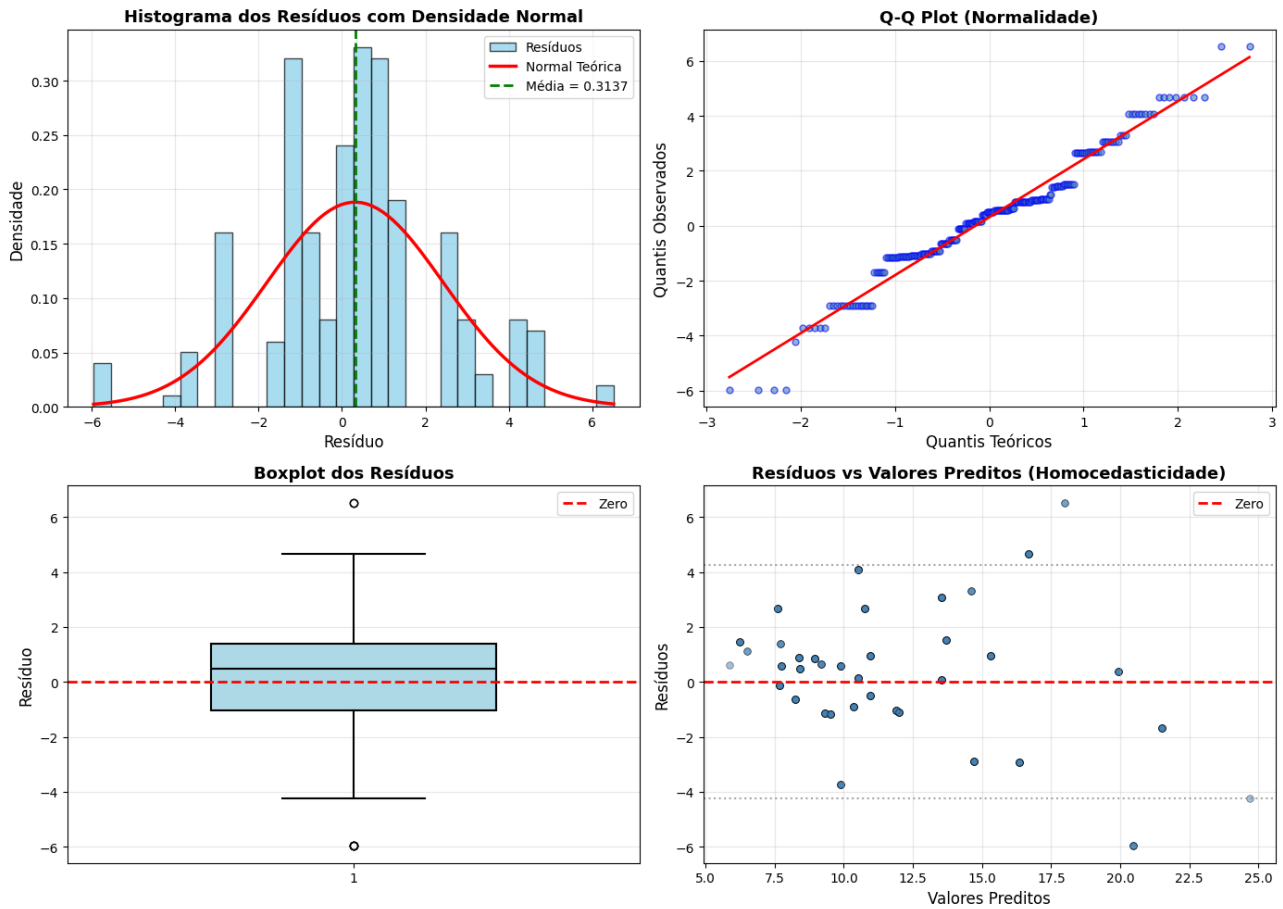 Histograma dos Resíduos com Densidade Normal
Densidade
0.30
0.25
0.20
0.15
0.10
0.05
0.00
Resíduos
Normal Teórica
Média = 0.3137
−6 −4 −2 0 2 4 6
Resíduo
Q-Q Plot (Normalidade)
Quantis Observados
6
4
2
0
−2
−4
−6
−3 −2 −1 0 1 2 3
Quantis Teóricos
Boxplot dos Resíduos
Resíduo
6
4
2
0
−2
−4
−6
Zero
1
Resíduos vs Valores Preditos (Homocedasticidade)
Resíduos
6
4
2
0
−2
−4
−6
Zero
5.0 7.5 10.0 12.5 15.0 17.5 20.0 22.5 25.0
Valores Preditos